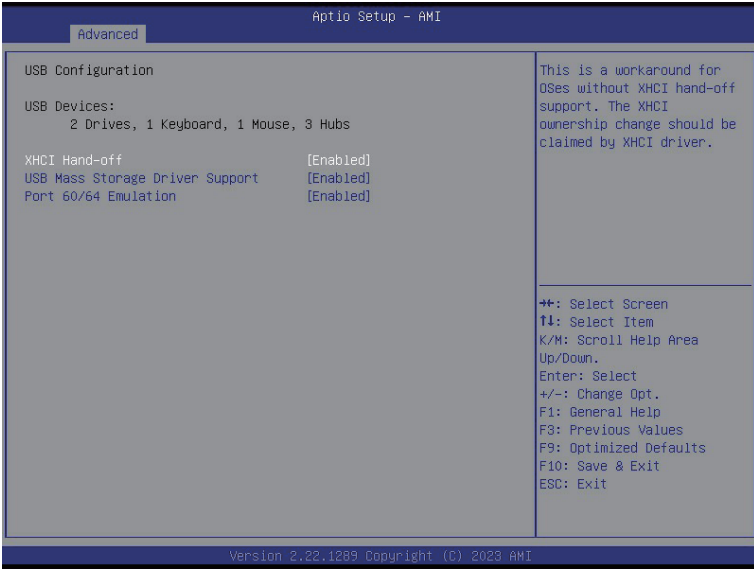 Aptio Setup – AMI
Advanced
USB Configuration
USB Devices:
2 Drives, 1 Keyboard, 1 Mouse, 3 Hubs
XHCI Hand-off [Enabled]
USB Mass Storage Driver Support [Enabled]
Port 60/64 Emulation [Enabled]
This is a workaround for
OSes without XHCI hand-off
support. The XHCI
ownership change should be
claimed by XHCI driver.
→←: Select Screen
↑↓: Select Item
K/M: Scroll Help Area
Up/Down.
Enter: Select
+/-: Change Opt.
F1: General Help
F3: Previous Values
F9: Optimized Defaults
F10: Save & Exit
ESC: Exit
Version 2.22.1289 Copyright (C) 2023 AMI